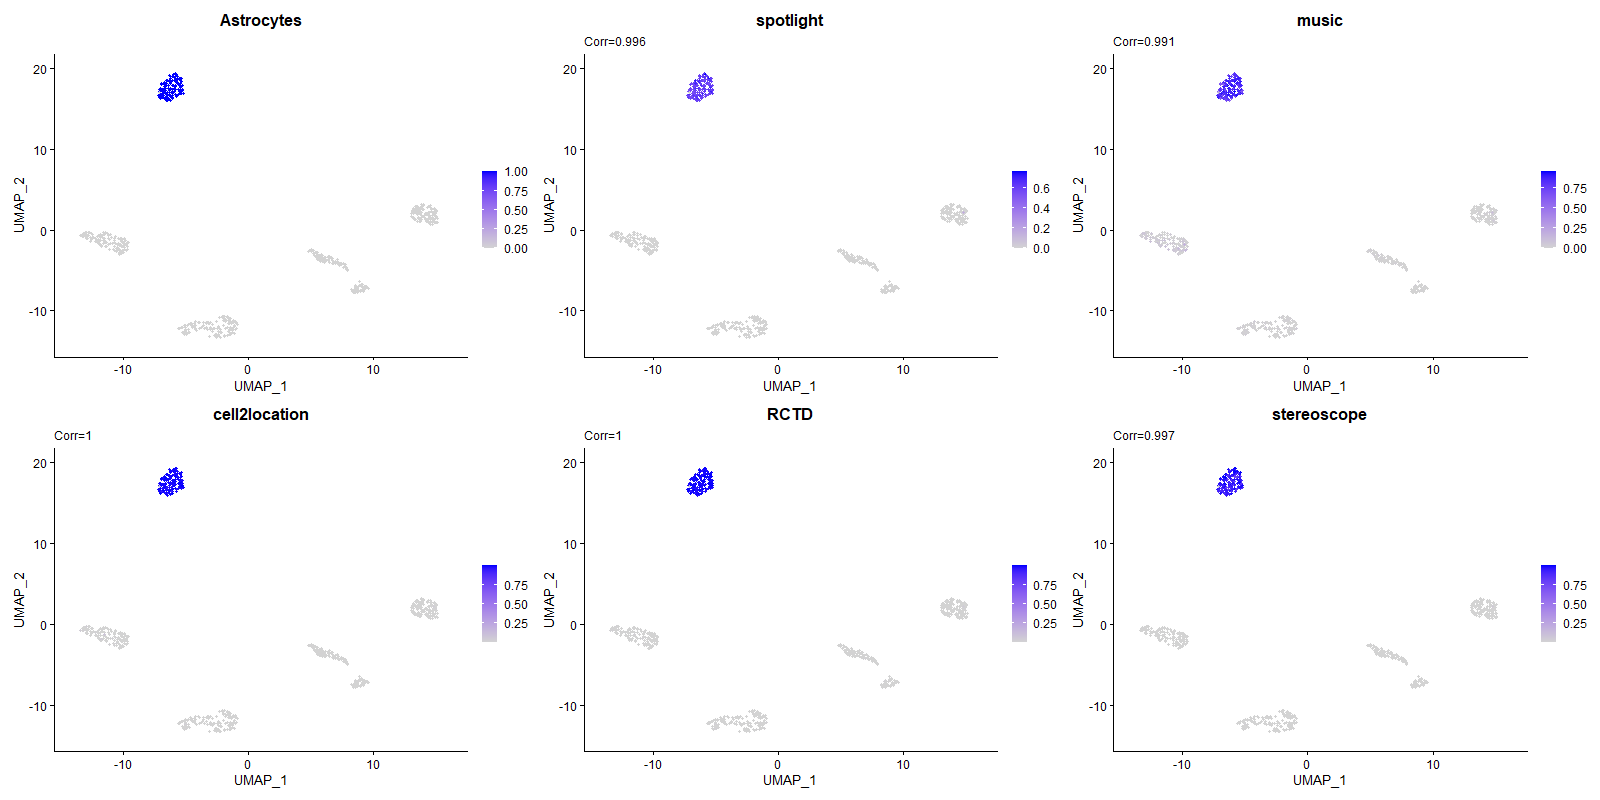 Astrocytes
20
10
0
-10
-10
0
10
UMAP_1
UMAP_2
1.00
0.75
0.50
0.25
0.00
spotlight
Corr=0.996
20
10
0
-10
-10
0
10
UMAP_1
UMAP_2
0.6
0.4
0.2
0.0
music
Corr=0.991
20
10
0
-10
-10
0
10
UMAP_1
UMAP_2
0.75
0.50
0.25
0.00
cell2location
Corr=1
20
10
0
-10
-10
0
10
UMAP_1
UMAP_2
0.75
0.50
0.25
RCTD
Corr=1
20
10
0
-10
-10
0
10
UMAP_1
UMAP_2
0.75
0.50
0.25
stereoscope
Corr=0.997
20
10
0
-10
-10
0
10
UMAP_1
UMAP_2
0.75
0.50
0.25